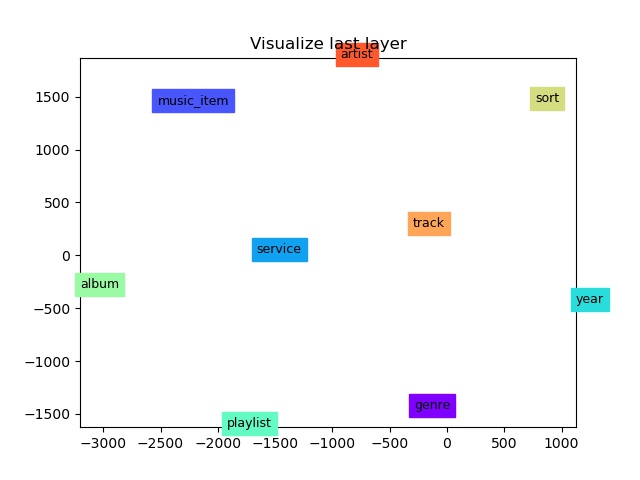 Visualize last layer
artist
music_item
sort
track
service
album
year
genre
playlist
1500
1000
500
0
−500
−1000
−1500
−3000 −2500 −2000 −1500 −1000 −500 0 500 1000